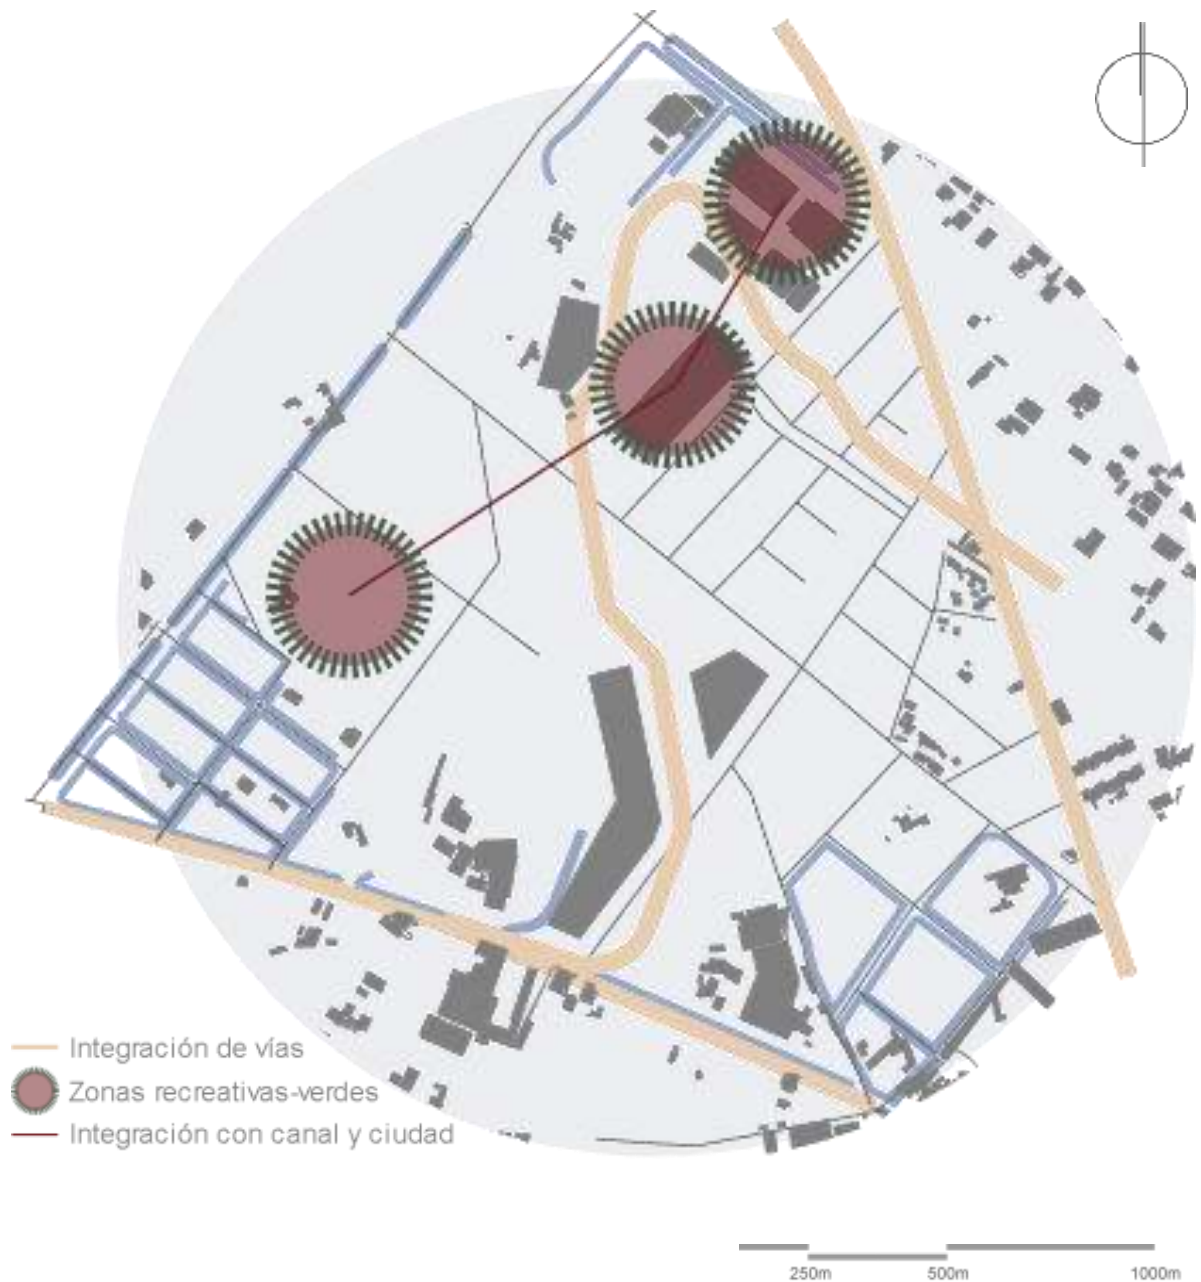 Integración de vías
Zonas recreativas-verdes
Integración con canal y ciudad
250m 500m 1000m